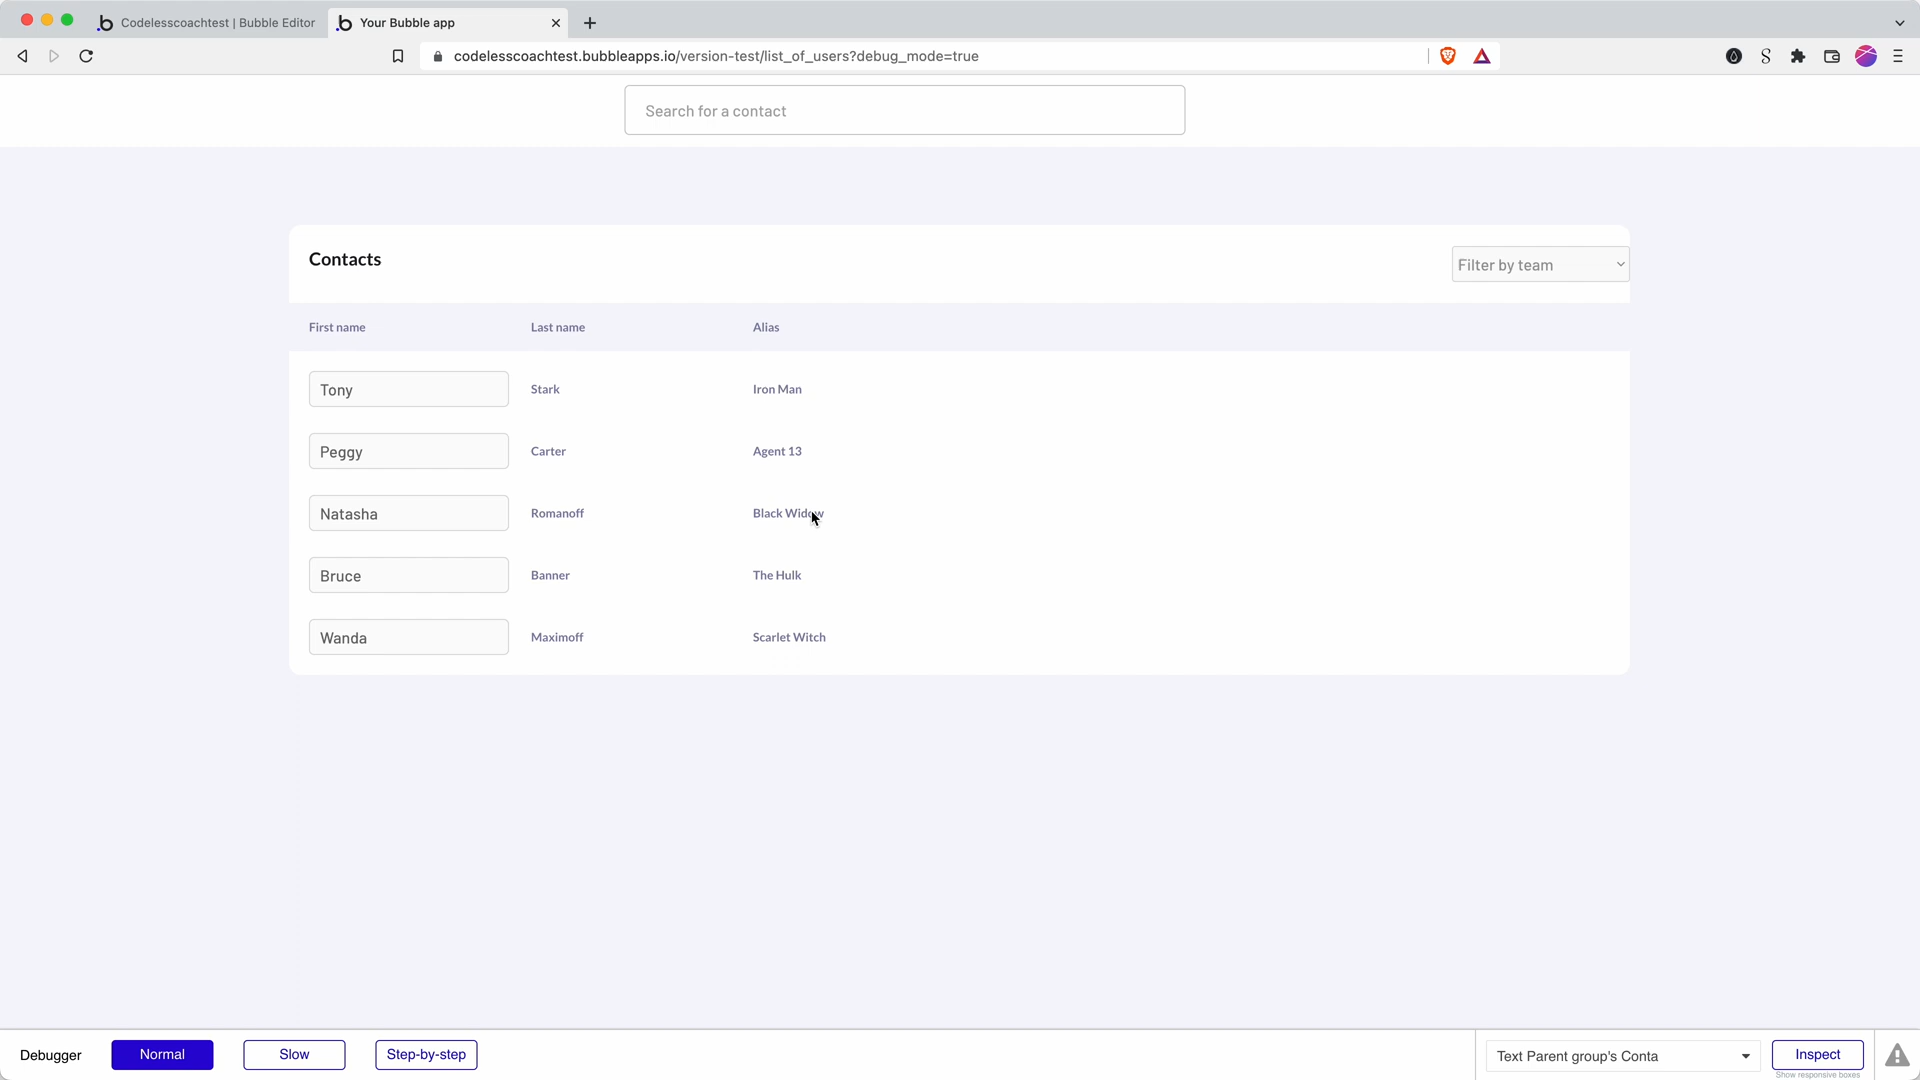 Codelesscoachtest | Bubble Editor
Your Bubble app
codelesscoachtest.bubbleapps.io/version-test/list_of_users?debug_mode=true
Search for a contact
Contacts
Filter by team
First name Last name Alias
Tony Stark Iron Man
Peggy Carter Agent 13
Natasha Romanoff Black Widow
Bruce Banner The Hulk
Wanda Maximoff Scarlet Witch
Debugger Normal Slow Step-by-step Text Parent group's Conta Inspect
Show responsive boxes